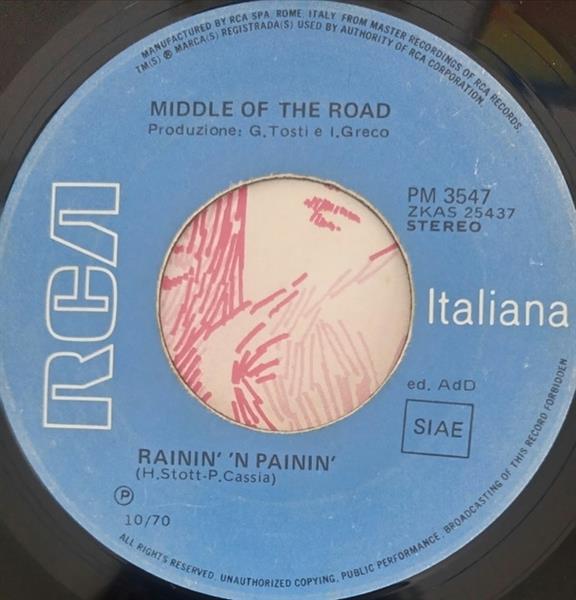 MANUFACTURED BY RCA SPA, ROME, ITALY FROM MASTER RECORDINGS OF RCA RECORDS.
TM(S) ® MARCA(S) REGISTRADA(S) USED BY AUTHORITY OF RCA CORPORATION.
MIDDLE OF THE ROAD
Produzione: G. Tosti e I. Greco
PM 3547
ZKAS 25437
STEREO
RCA
Italiana
ed. AdD
SIAE
RAININ' 'N PAININ'
(H. Stott-P. Cassia)
℗
10/70
ALL RIGHTS RESERVED. UNAUTHORIZED COPYING, PUBLIC PERFORMANCE, BROADCASTING OF THIS RECORD FORBIDDEN